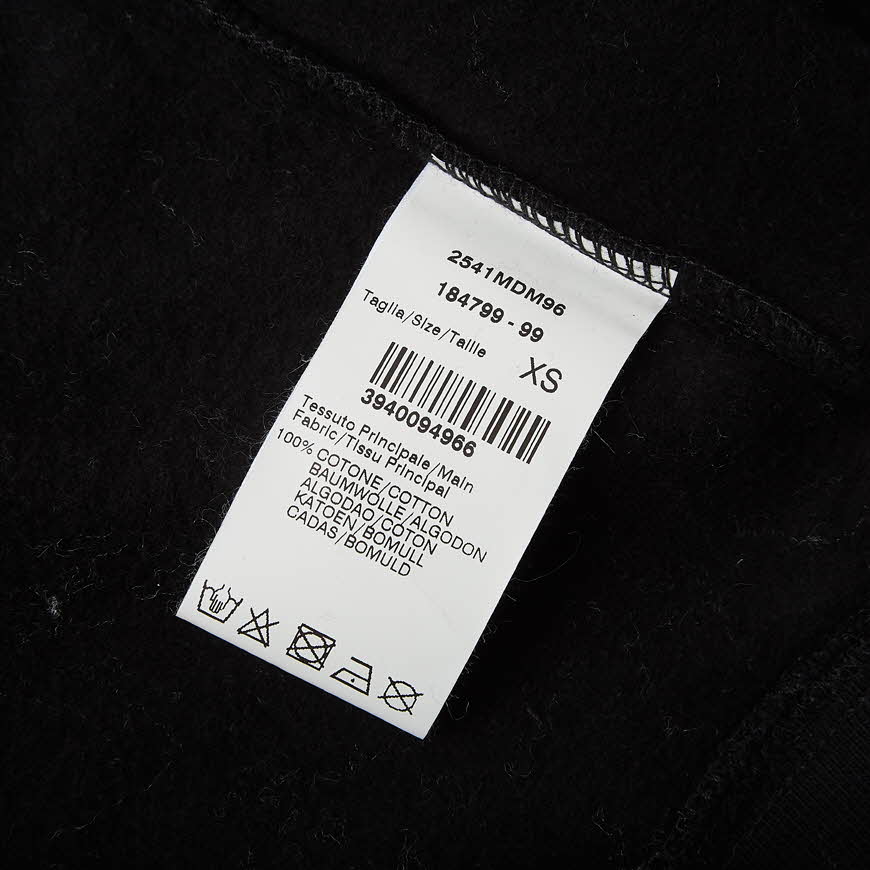 2541MDM96
184799 - 99
Taglia/Size/Taille
XS
3940094966
Tessuto Principale/Main
Fabric/Tissu Principal
100% COTONE/COTTON
BAUMWOLLE/ALGODON
ALGODAO/COTON
KATOEN/BOMULL
CADAS/BOMULD